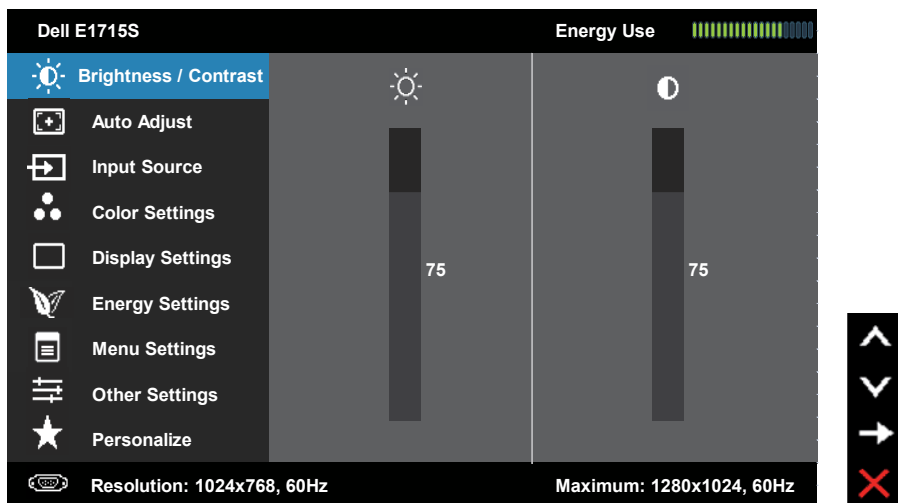 Dell E1715S
Energy Use
Brightness / Contrast
Auto Adjust
Input Source
Color Settings
Display Settings
75
75
Energy Settings
Menu Settings
Other Settings
Personalize
Resolution: 1024x768, 60Hz
Maximum: 1280x1024, 60Hz